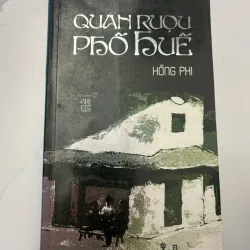 QUÁN RƯỢU
PHỐ HUẾ
HỒNG PHI